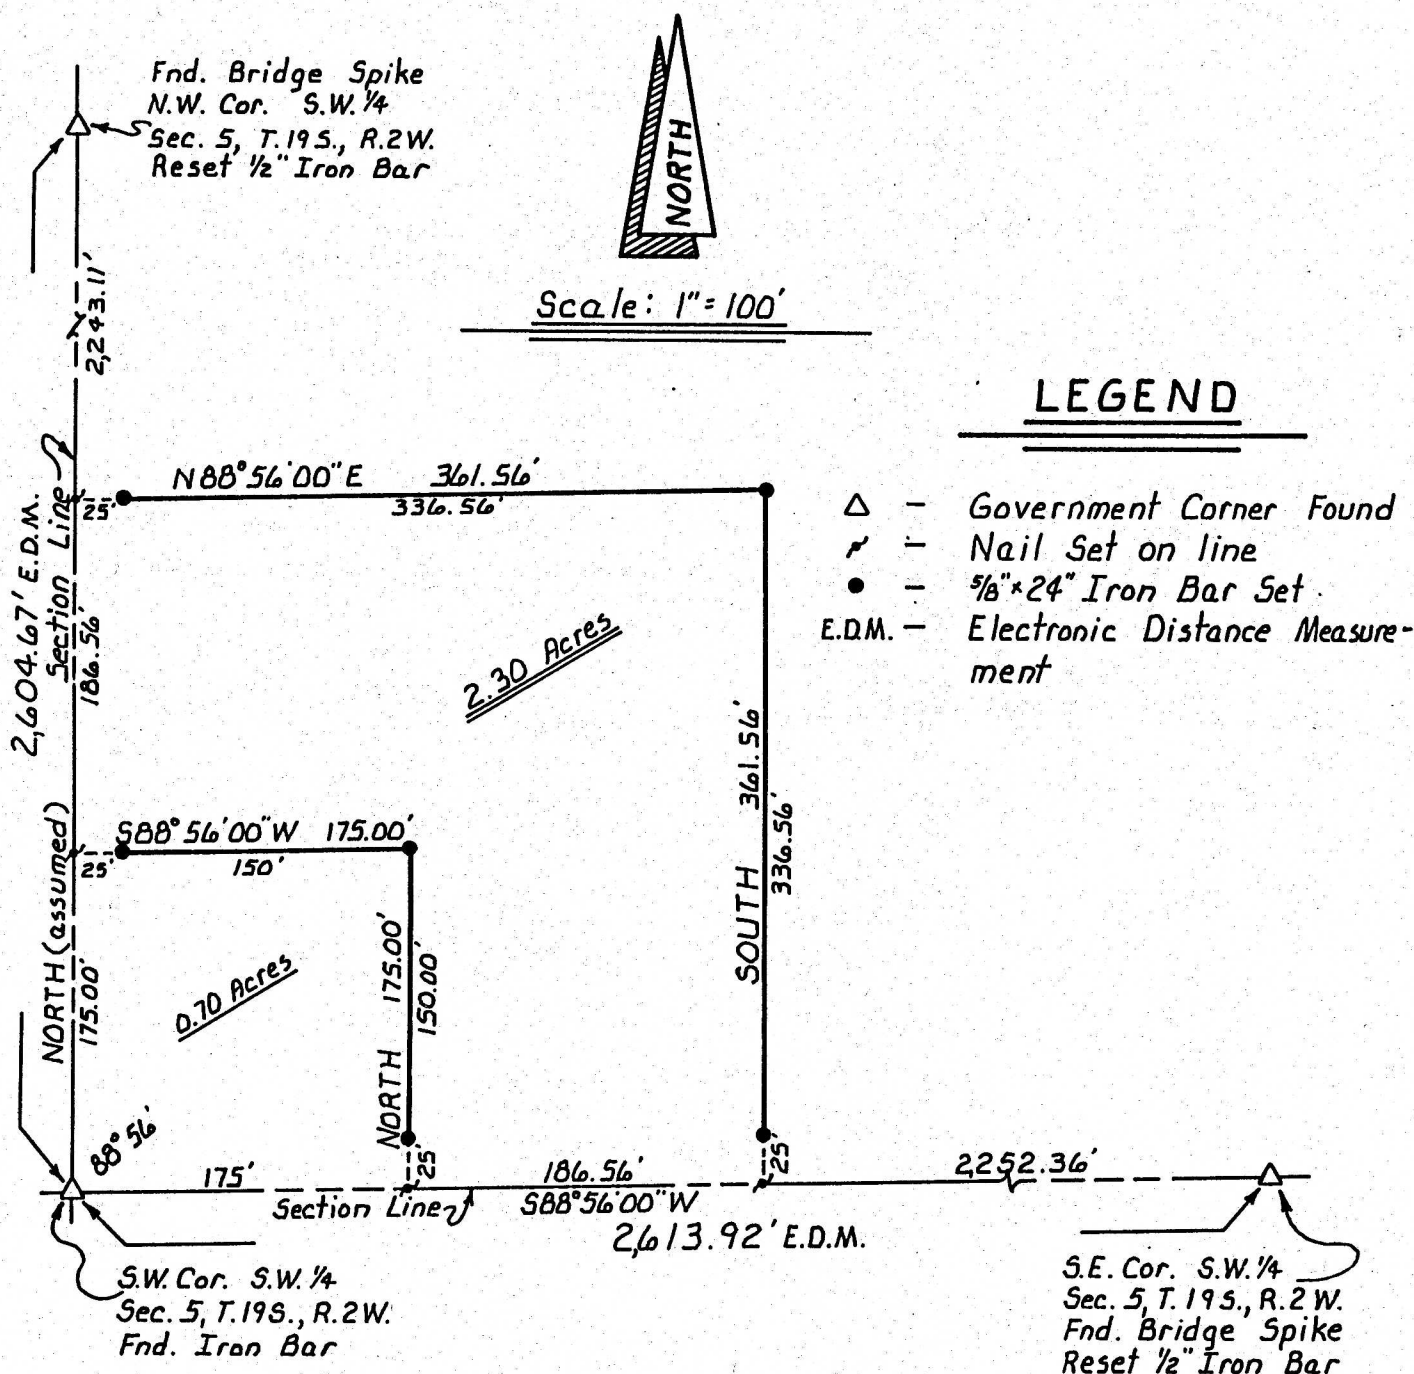 Fnd. Bridge Spike
N.W. Cor. S.W. 1/4
Sec. 5, T.19S., R.2W.
Reset 1/2" Iron Bar
NORTH
Scale: 1"=100'
2,243.11'
LEGEND
△ - Government Corner Found
Nail Set on line
● - 5/8"x24" Iron Bar Set
E.D.M. - Electronic Distance Measure-
ment
N88°56'00"E 361.56'
336.56'
25'
2,604.67' E.D.M.
Section Line
186.56'
2.30 Acres
SOUTH 361.56'
336.56'
S88°56'00"W 175.00'
150'
25'
NORTH (assumed)
175.00'
0.70 Acres
NORTH 175.00'
150.00'
88°56'
175'
25'
186.56'
25'
2252.36'
Section Line
S88°56'00"W
2,613.92' E.D.M.
S.W. Cor. S.W. 1/4
Sec. 5, T.19S., R.2W.
Fnd. Iron Bar
S.E. Cor. S.W. 1/4
Sec. 5, T.19S., R.2W.
Fnd. Bridge Spike
Reset 1/2" Iron Bar